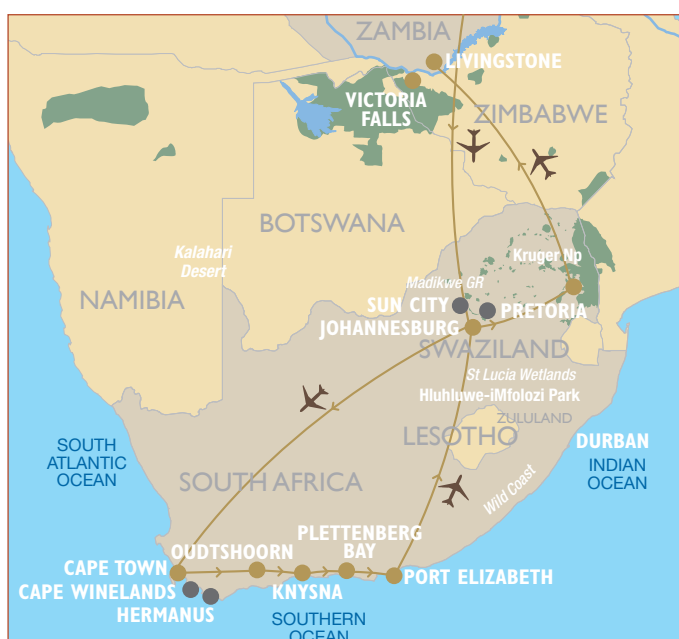 ZAMBIA
LIVINGSTONE
VICTORIA
FALLS
ZIMBABWE
BOTSWANA
Kalahari
Desert
NAMIBIA
Kruger Np
Madikwe GR
SUN CITY
PRETORIA
JOHANNESBURG
SWAZILAND
St Lucia Wetlands
Hluhluwe-iMfolozi Park
ZULULAND
LESOTHO
DURBAN
SOUTH
ATLANTIC
OCEAN
INDIAN
OCEAN
SOUTH AFRICA
Wild Coast
PLETTENBERG
BAY
OUDTSHOORN
CAPE TOWN
PORT ELIZABETH
CAPE WINELANDS
KNYSNA
HERMANUS
SOUTHERN
OCEAN